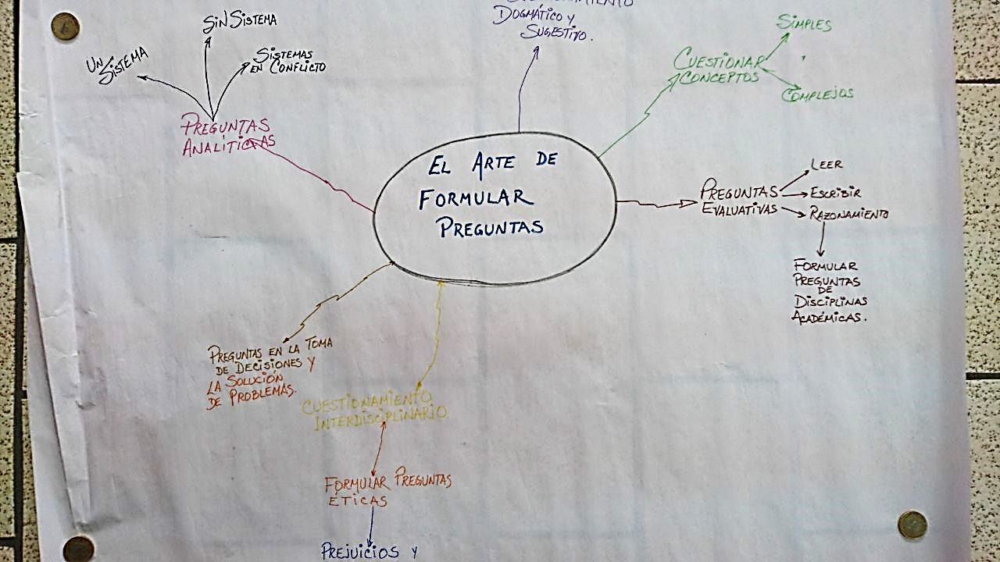 Dogmático y
Sugestivo.
Sin Sistema
Un
Sistema
Sistemas
en Conflicto
Preguntas
Analiticas
Simples
Cuestionar
Conceptos
Complejos
El Arte de
Formular
Preguntas
Leer
Preguntas
Evaluativas
Escribir
Razonamiento
Formular
Preguntas
de
Disciplinas
Académicas.
Preguntas en la Toma
de Decisiones y
la Solución
de Problemas.
Cuestionamiento
Interdisciplinario.
Formular Preguntas
Éticas
Prejuicios y